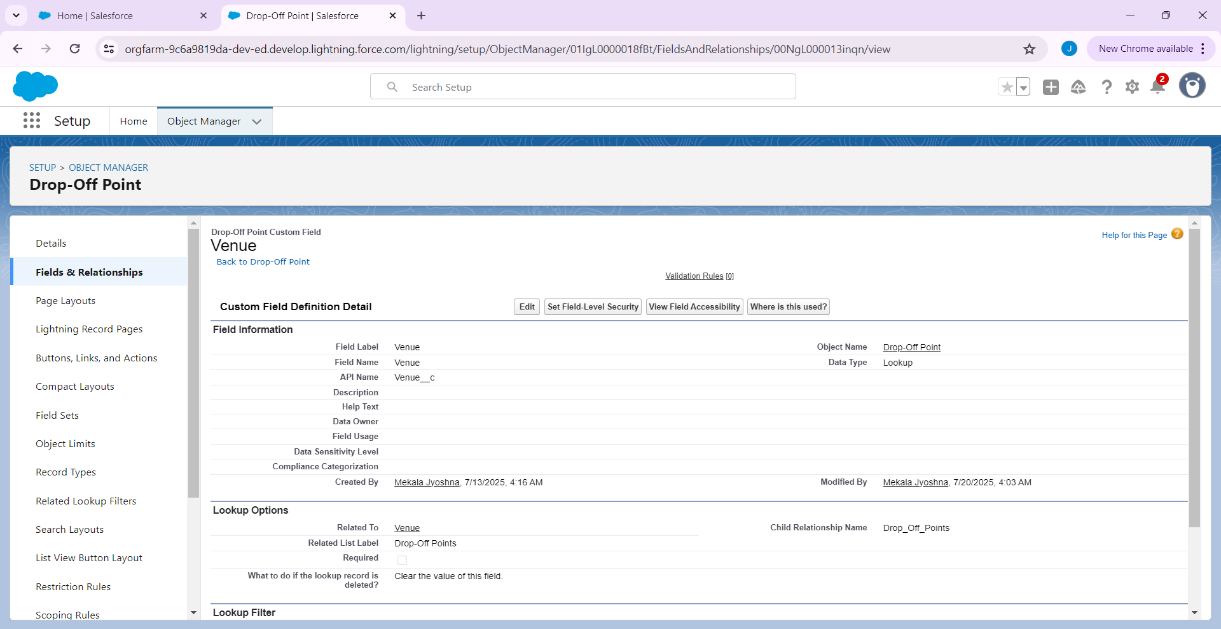 Home | Salesforce
Drop-Off Point | Salesforce
orgfarm-9c6a9819da-dev-ed.develop.lightning.force.com/lightning/setup/ObjectManager/01IgL0000018fBt/FieldsAndRelationships/00NgL000013inqn/view
J
New Chrome available
Search Setup
2
Setup
Home
Object Manager
SETUP > OBJECT MANAGER
Drop-Off Point
Details
Fields & Relationships
Page Layouts
Lightning Record Pages
Buttons, Links, and Actions
Compact Layouts
Field Sets
Object Limits
Record Types
Related Lookup Filters
Search Layouts
List View Button Layout
Restriction Rules
Scoping Rules
Drop-Off Point Custom Field
Venue
Help for this Page ?
Back to Drop-Off Point
Validation Rules [0]
Custom Field Definition Detail
Edit Set Field-Level Security View Field Accessibility Where is this used?
Field Information
Field Label Venue Object Name Drop-Off Point
Field Name Venue Data Type Lookup
API Name Venue__c
Description
Help Text
Data Owner
Field Usage
Data Sensitivity Level
Compliance Categorization
Created By Mekala Jyoshna, 7/13/2025, 4:16 AM Modified By Mekala Jyoshna, 7/20/2025, 4:03 AM
Lookup Options
Related To Venue Child Relationship Name Drop_Off_Points
Related List Label Drop-Off Points
Required
What to do if the lookup record is deleted? Clear the value of this field.
Lookup Filter